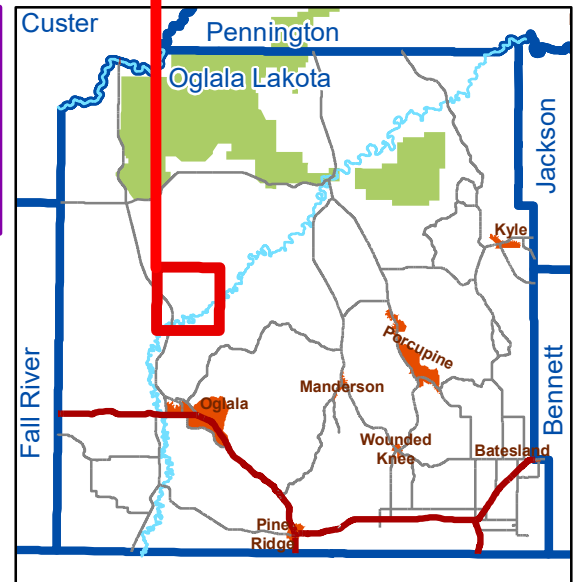 Custer
Pennington
Oglala Lakota
Jackson
Kyle
Porcupine
Fall River
Manderson
Oglala
Bennett
Wounded
Knee
Batesland
Pine
Ridge